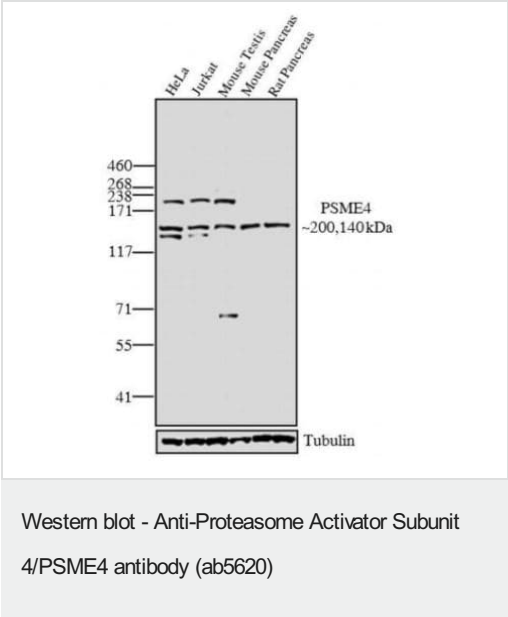 HeLa
Jurkat
Mouse Testis
Mouse Pancreas
Rat Pancreas
460
268
238
171
117
71
55
41
PSME4
~200,140kDa
Tubulin
Western blot - Anti-Proteasome Activator Subunit
4/PSME4 antibody (ab5620)